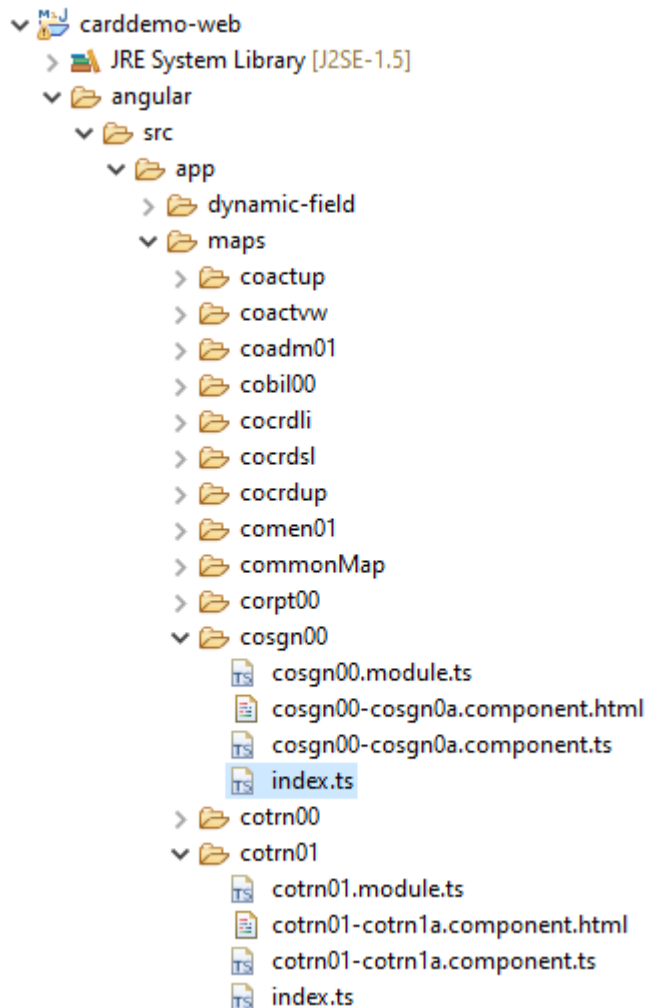 carddemo-web
JRE System Library [J2SE-1.5]
angular
src
app
dynamic-field
maps
coactup
coactvw
coadm01
cobil00
cocrdli
cocrdsl
cocrdup
comen01
commonMap
corpt00
cosgn00
cosgn00.module.ts
cosgn00-cosgn0a.component.html
cosgn00-cosgn0a.component.ts
index.ts
cotrn00
cotrn01
cotrn01.module.ts
cotrn01-cotrn1a.component.html
cotrn01-cotrn1a.component.ts
index.ts